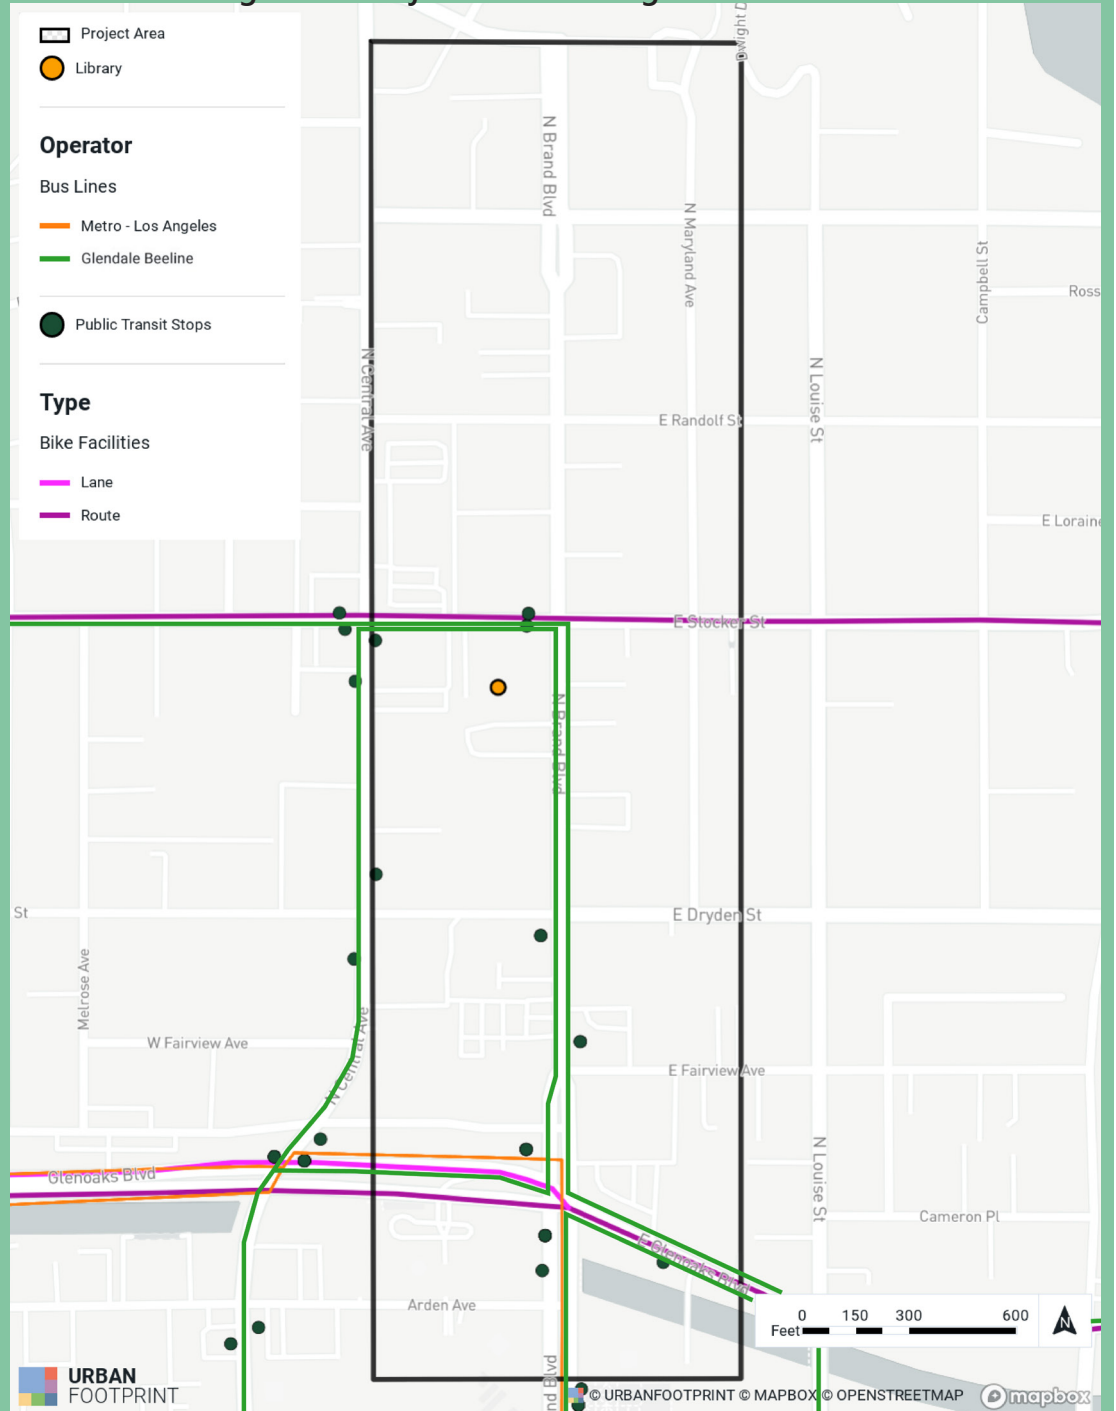 Project Area
Library
Operator
Bus Lines
Metro - Los Angeles
Glendale Beeline
Public Transit Stops
Type
Bike Facilities
Lane
Route
N Brand Blvd
N Maryland Ave
Campbell St
Ross
N Central Ave
N Louise St
E Randolf St
E Loraine
E Stocker St
N Brand Blvd
St
E Dryden St
Melrose Ave
W Fairview Ave
N Central Ave
E Fairview Ave
Glenoaks Blvd
N Louise St
Cameron Pl
E Glenoaks Blvd
Arden Ave
0 150 300 600
Feet
N
nd Blvd
URBAN
FOOTPRINT
© URBANFOOTPRINT © MAPBOX © OPENSTREETMAP
mapbox